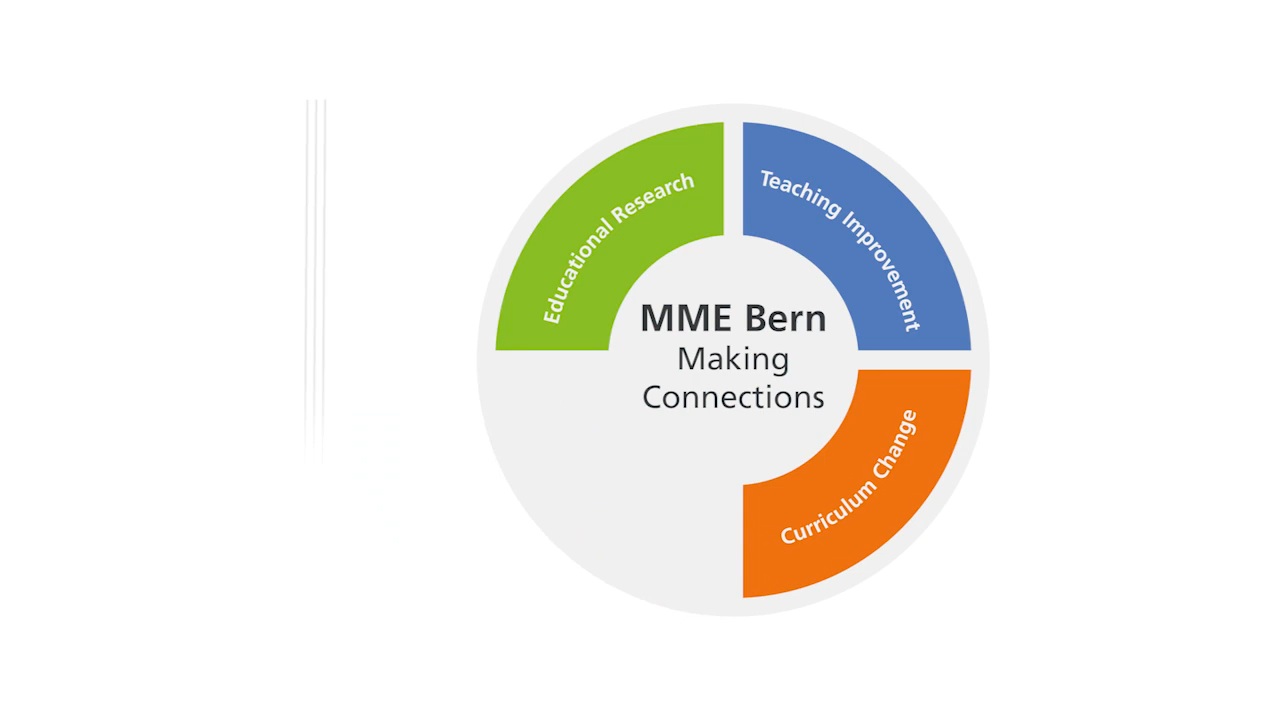 Educational Research
Teaching Improvement
MME Bern
Making
Connections
Curriculum Change